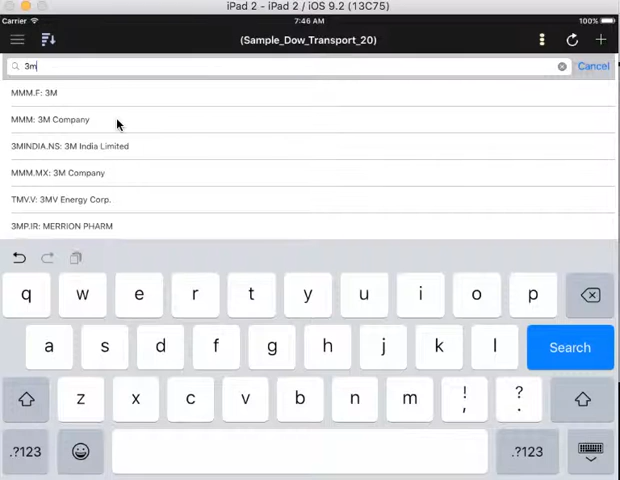 iPad 2 - iPad 2 / iOS 9.2 (13C75)
Carrier 7:46 AM 100%
(Sample_Dow_Transport_20)
3m Cancel
MMM.F: 3M
MMM: 3M Company
3MINDIA.NS: 3M India Limited
MMM.MX: 3M Company
TMV.V: 3MV Energy Corp.
3MP.IR: MERRION PHARM
q w e r t y u i o p
a s d f g h j k l Search
z x c v b n m ! , ? .
.?123 .?123